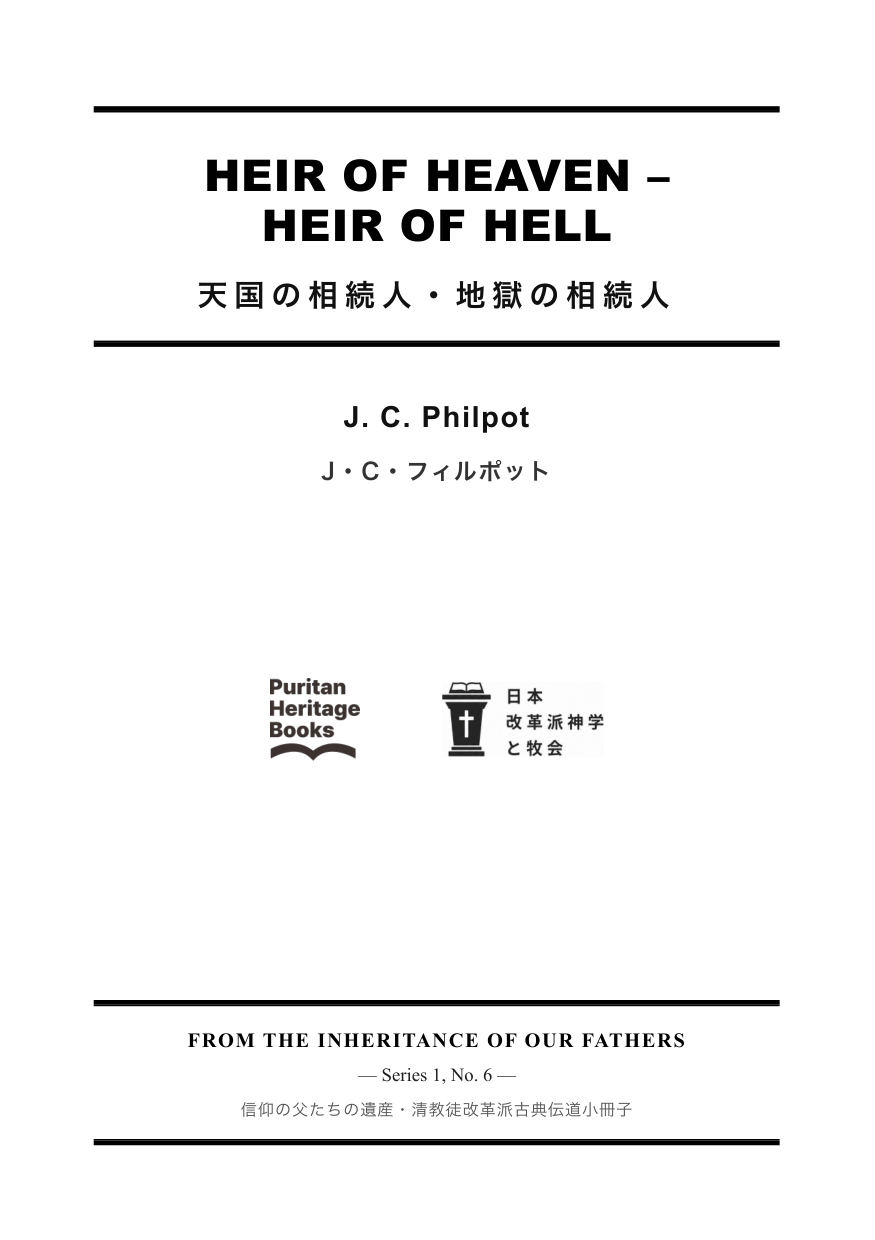 HEIR OF HEAVEN –
HEIR OF HELL
天国の相続人・地獄の相続人
J. C. Philpot
J・C・フィルポット
Puritan
Heritage
Books
日本
改革派神学
と牧会
FROM THE INHERITANCE OF OUR FATHERS
— Series 1, No. 6 —
信仰の父たちの遺産・清教徒改革派古典伝道小冊子